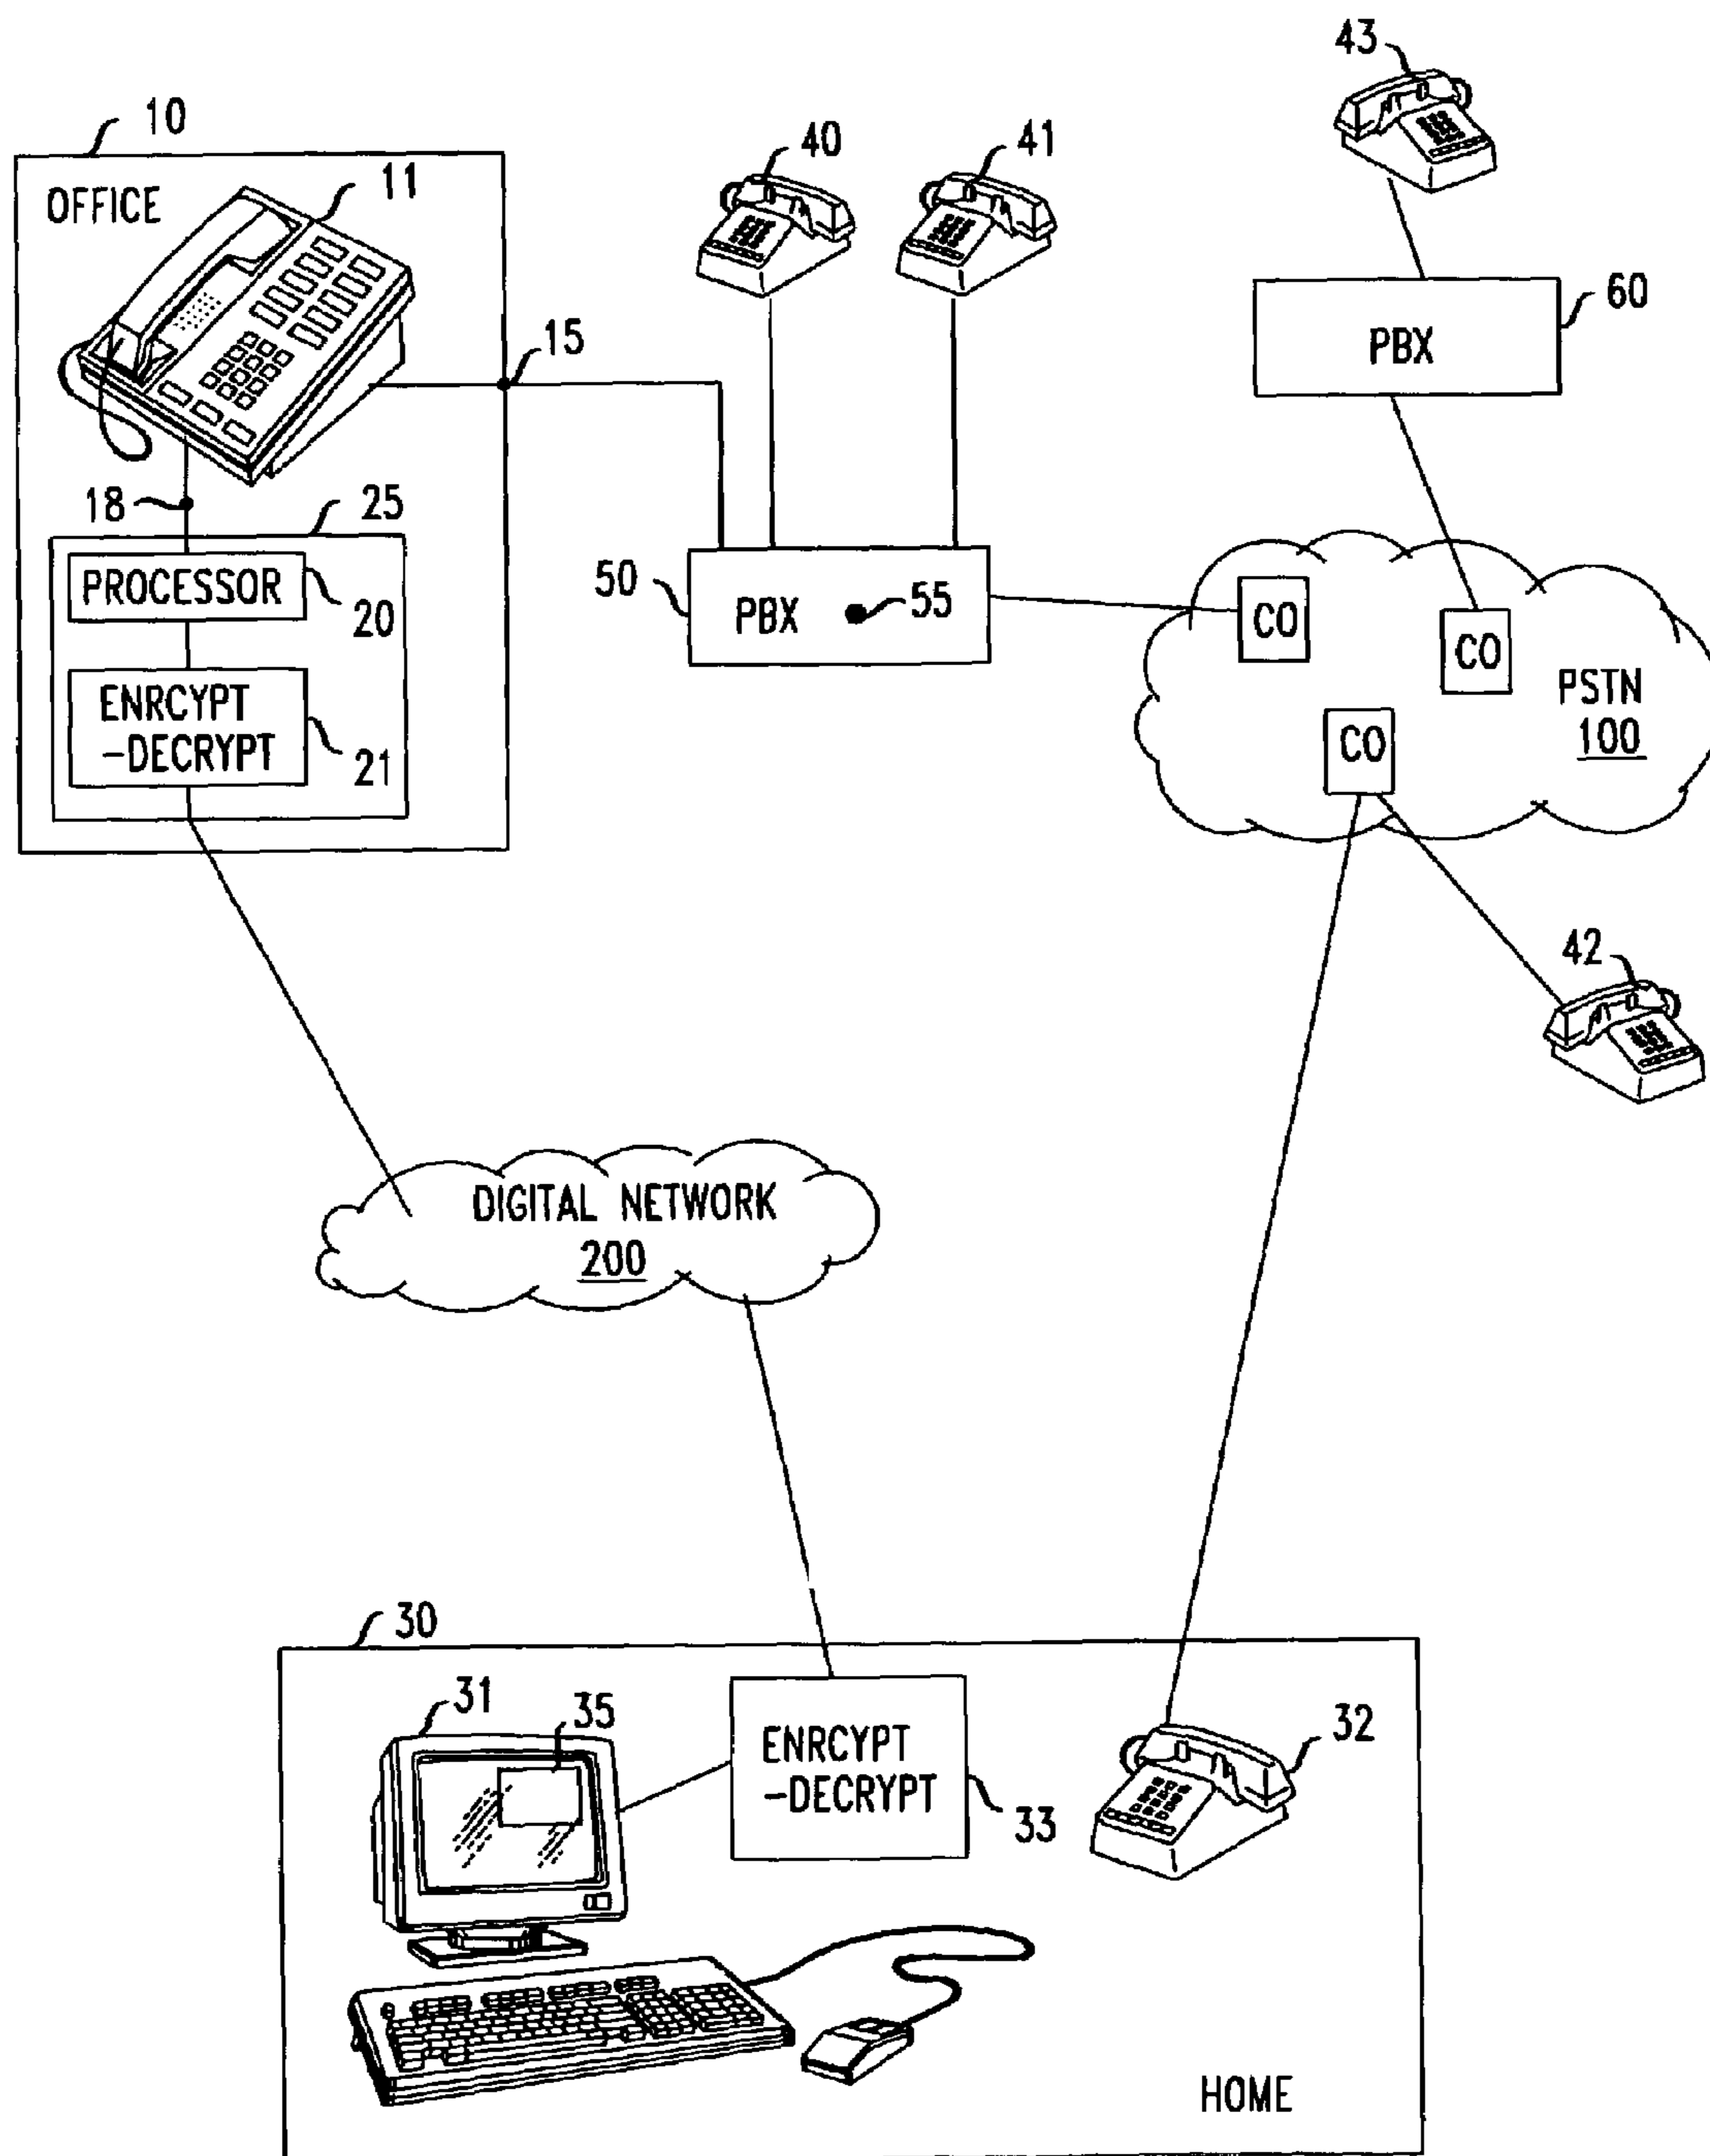 43
10
40
41
OFFICE
11
60
PBX
15
18
25
PROCESSOR
20
50
PBX
55
CO
CO
ENRCYPT
-DECRYPT
21
PSTN
100
CO
42
DIGITAL NETWORK
200
30
31
35
ENRCYPT
-DECRYPT
32
33
HOME